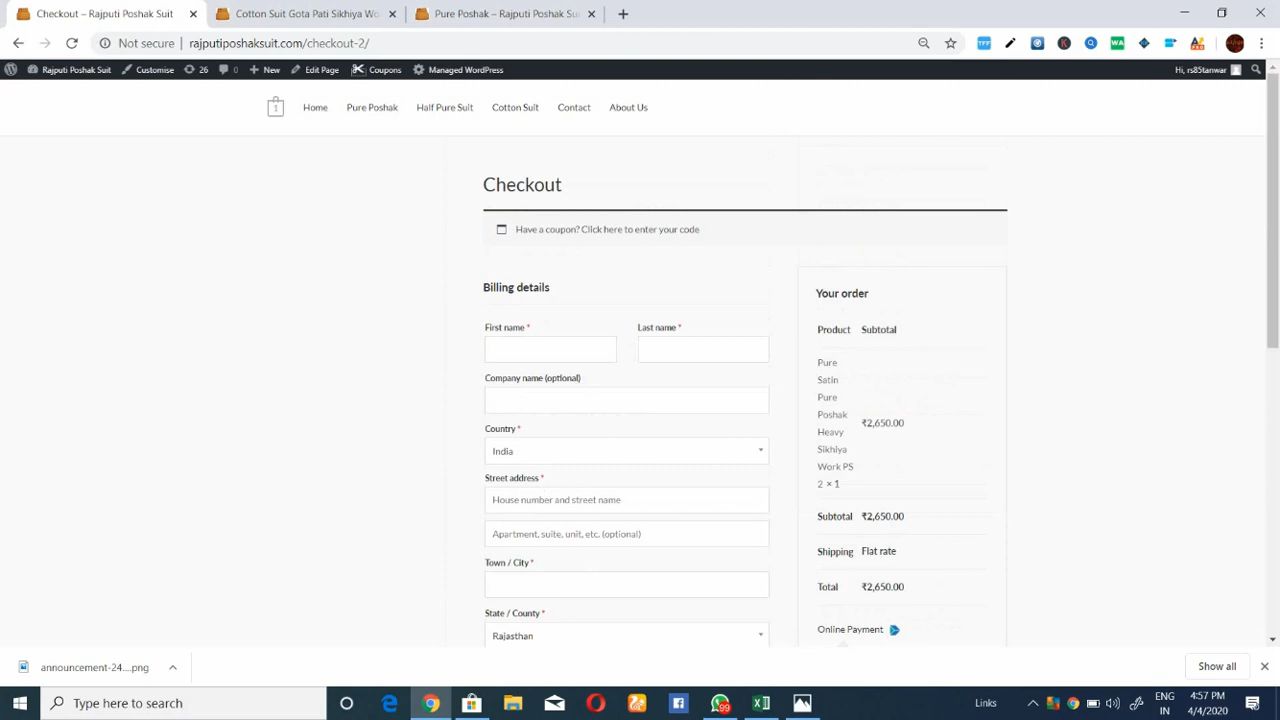 Checkout – Rajputi Poshak Suit
Cotton Suit Gota Pati Sikhiya Wo
Pure Poshak – Rajputi Poshak Sui
Not secure | rajputiposhaksuit.com/checkout-2/
Rajputi Poshak Suit Customise 26 0 New Edit Page Coupons Managed WordPress Hi, rs85tanwar
1 Home Pure Poshak Half Pure Suit Cotton Suit Contact About Us
Checkout
Have a coupon? Click here to enter your code
Billing details
First name * Last name *
Company name (optional)
Country *
India
Street address *
House number and street name
Apartment, suite, unit, etc. (optional)
Town / City *
State / County *
Rajasthan
Your order
Product Subtotal
Pure
Satin
Pure
Poshak
Heavy
Sikhiya
Work PS
2 × 1
₹2,650.00
Subtotal ₹2,650.00
Shipping Flat rate
Total ₹2,650.00
Online Payment
announcement-24....png
Show all
Type here to search
99
Links
ENG
IN
4:57 PM
4/4/2020